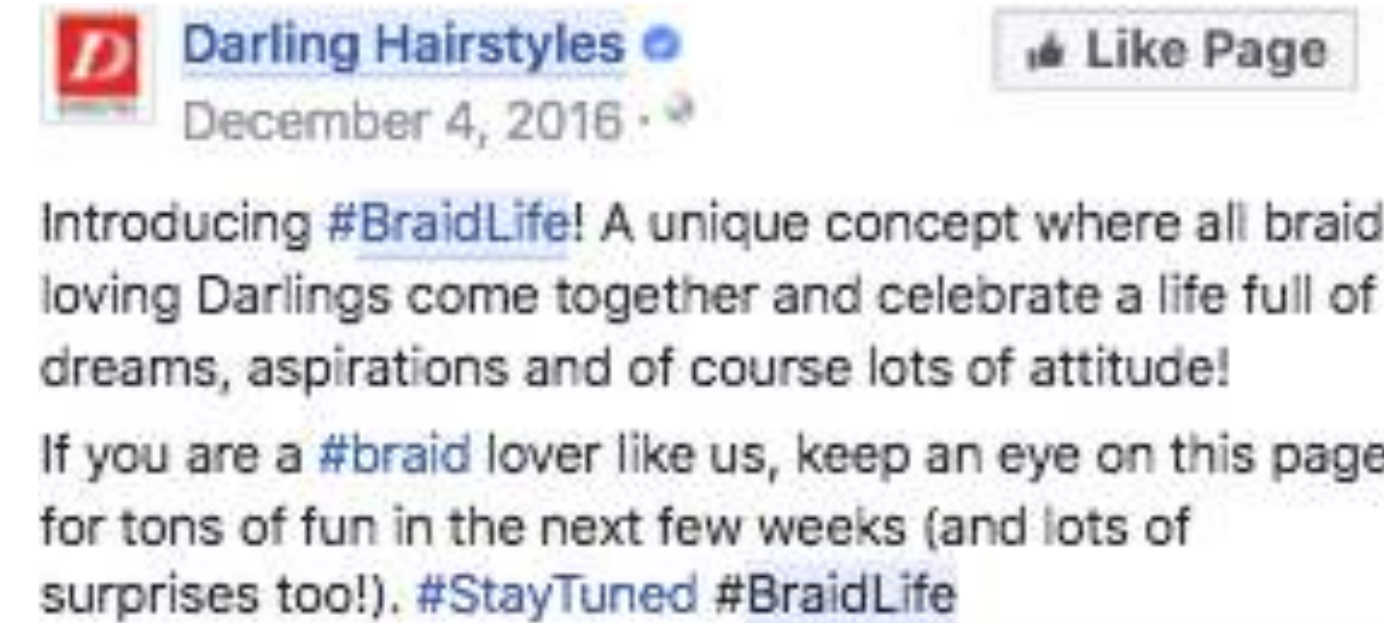 Darling Hairstyles
Like Page
December 4, 2016 ·
Introducing #BraidLife! A unique concept where all braid
loving Darlings come together and celebrate a life full of
dreams, aspirations and of course lots of attitude!
If you are a #braid lover like us, keep an eye on this page
for tons of fun in the next few weeks (and lots of
surprises too!). #StayTuned #BraidLife